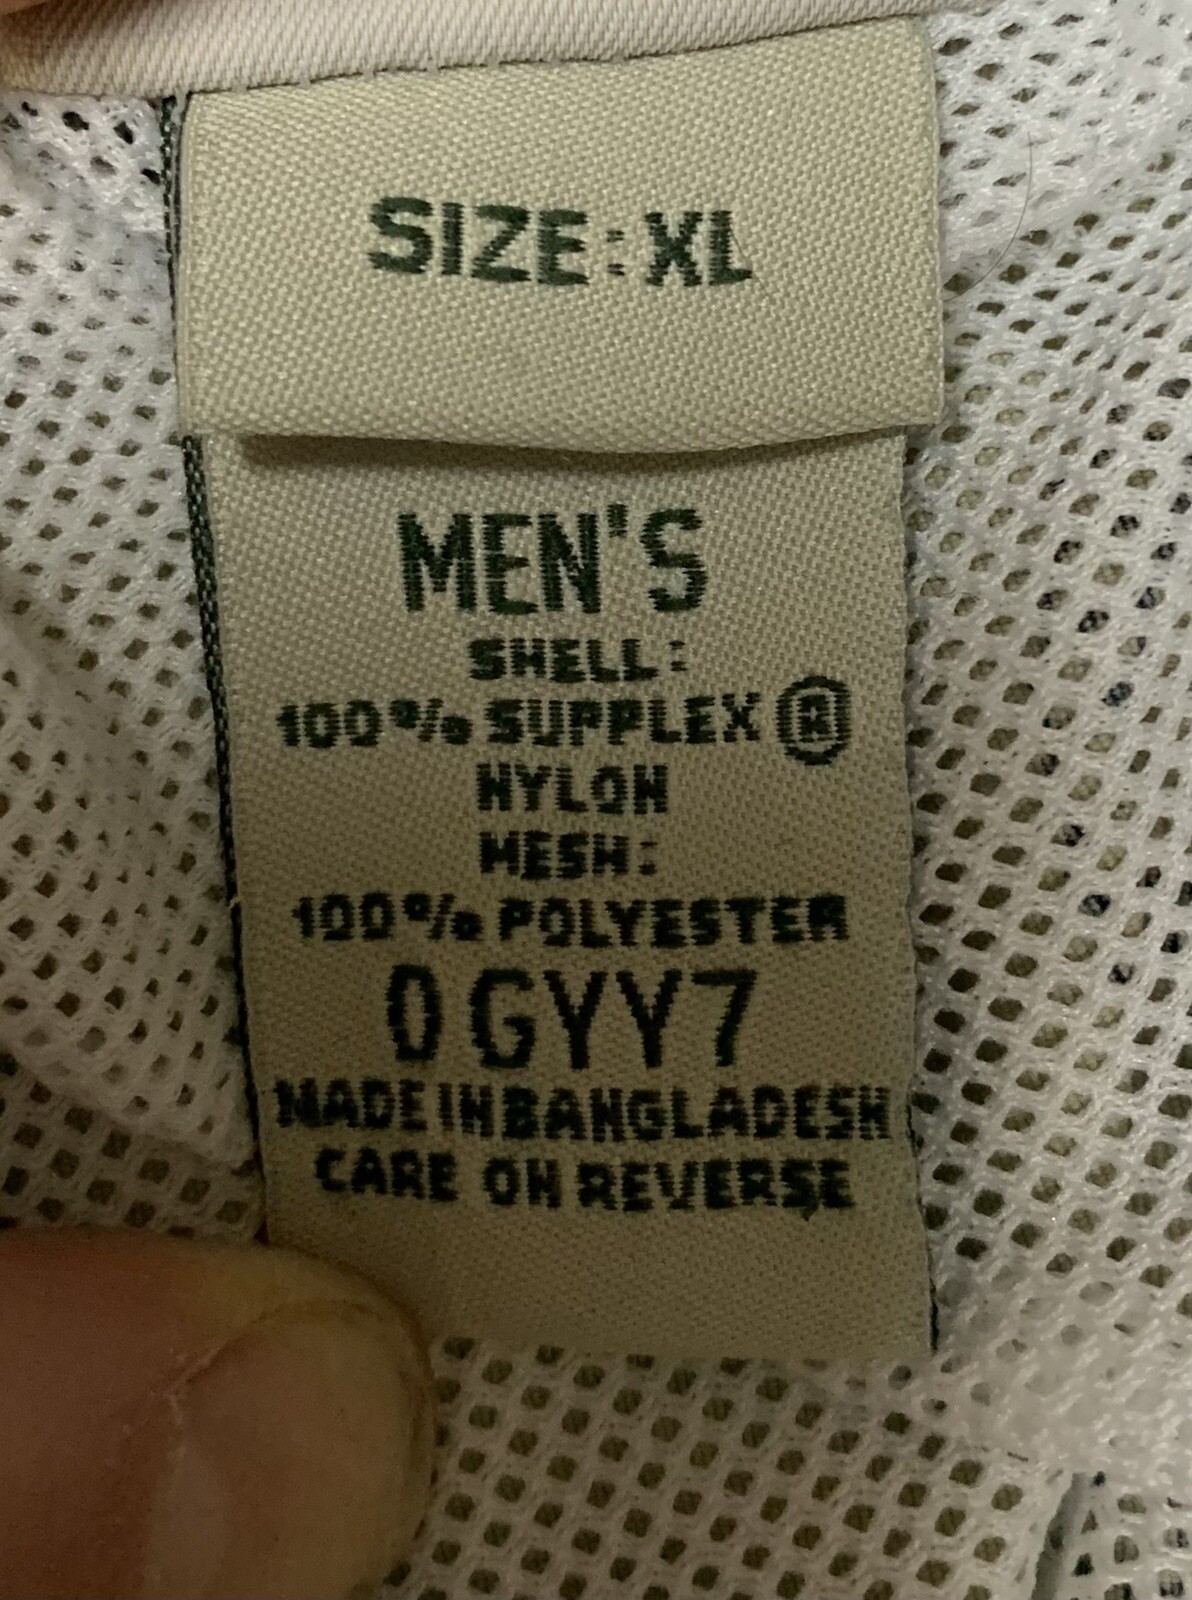 SIZE: XL
MEN'S
SHELL:
100% SUPPLEX ®
NYLON
MESH:
100% POLYESTER
0 GYY7
MADE IN BANGLADESH
CARE ON REVERSE